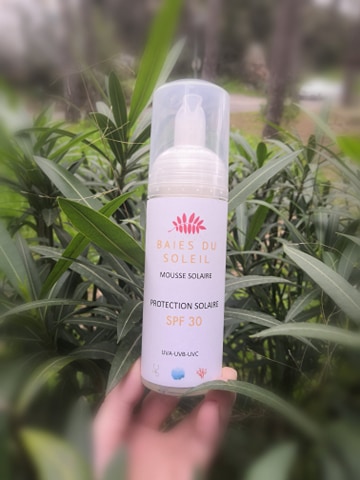 BAIES DU
SOLEIL
MOUSSE SOLAIRE
PROTECTION SOLAIRE
SPF 30
UVA-UVB-UVC